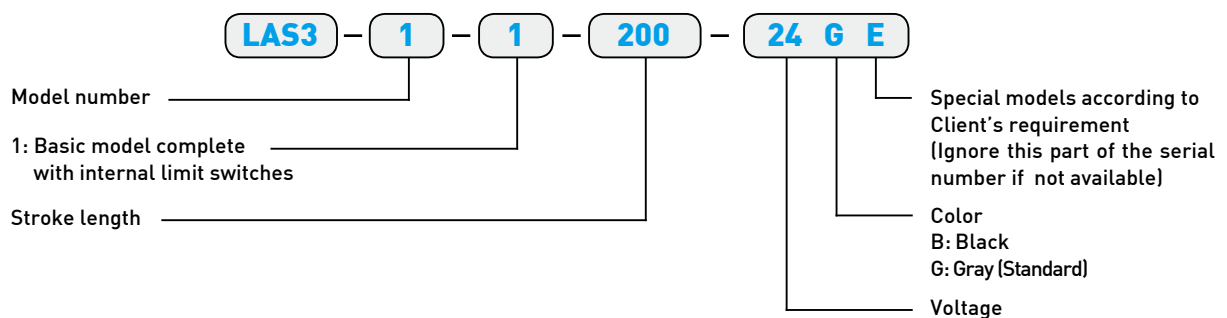 LAS3 – 1 – 1 – 200 – 24 G E
Model number
1: Basic model complete
with internal limit switches
Stroke length
Special models according to
Client's requirement
(Ignore this part of the serial
number if not available)
Color
B: Black
G: Gray (Standard)
Voltage